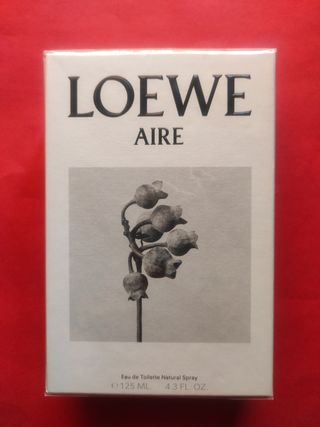 LOEWE
AIRE
Eau de Toilette Natural Spray
℮125 ML. 4.3 FL. OZ.